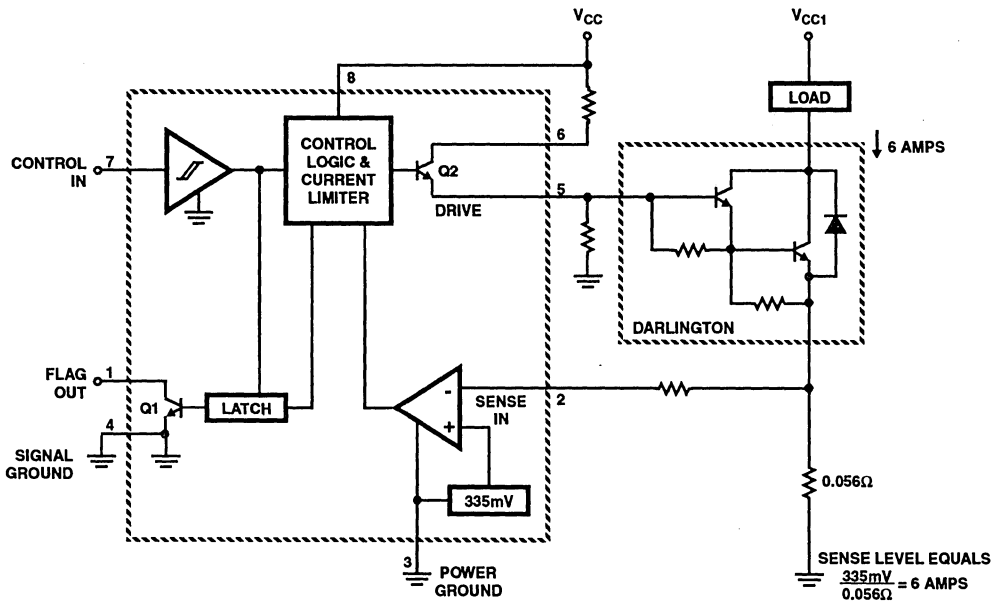 VCC
VCC1
8
LOAD
6 AMPS
CONTROL
IN
7
CONTROL
LOGIC &
CURRENT
LIMITER
6
Q2
5
DRIVE
DARLINGTON
FLAG
OUT
1
Q1
LATCH
4
SIGNAL
GROUND
-
+
SENSE
IN
2
335mV
0.056Ω
3
POWER
GROUND
SENSE LEVEL EQUALS
335mV
0.056Ω
= 6 AMPS